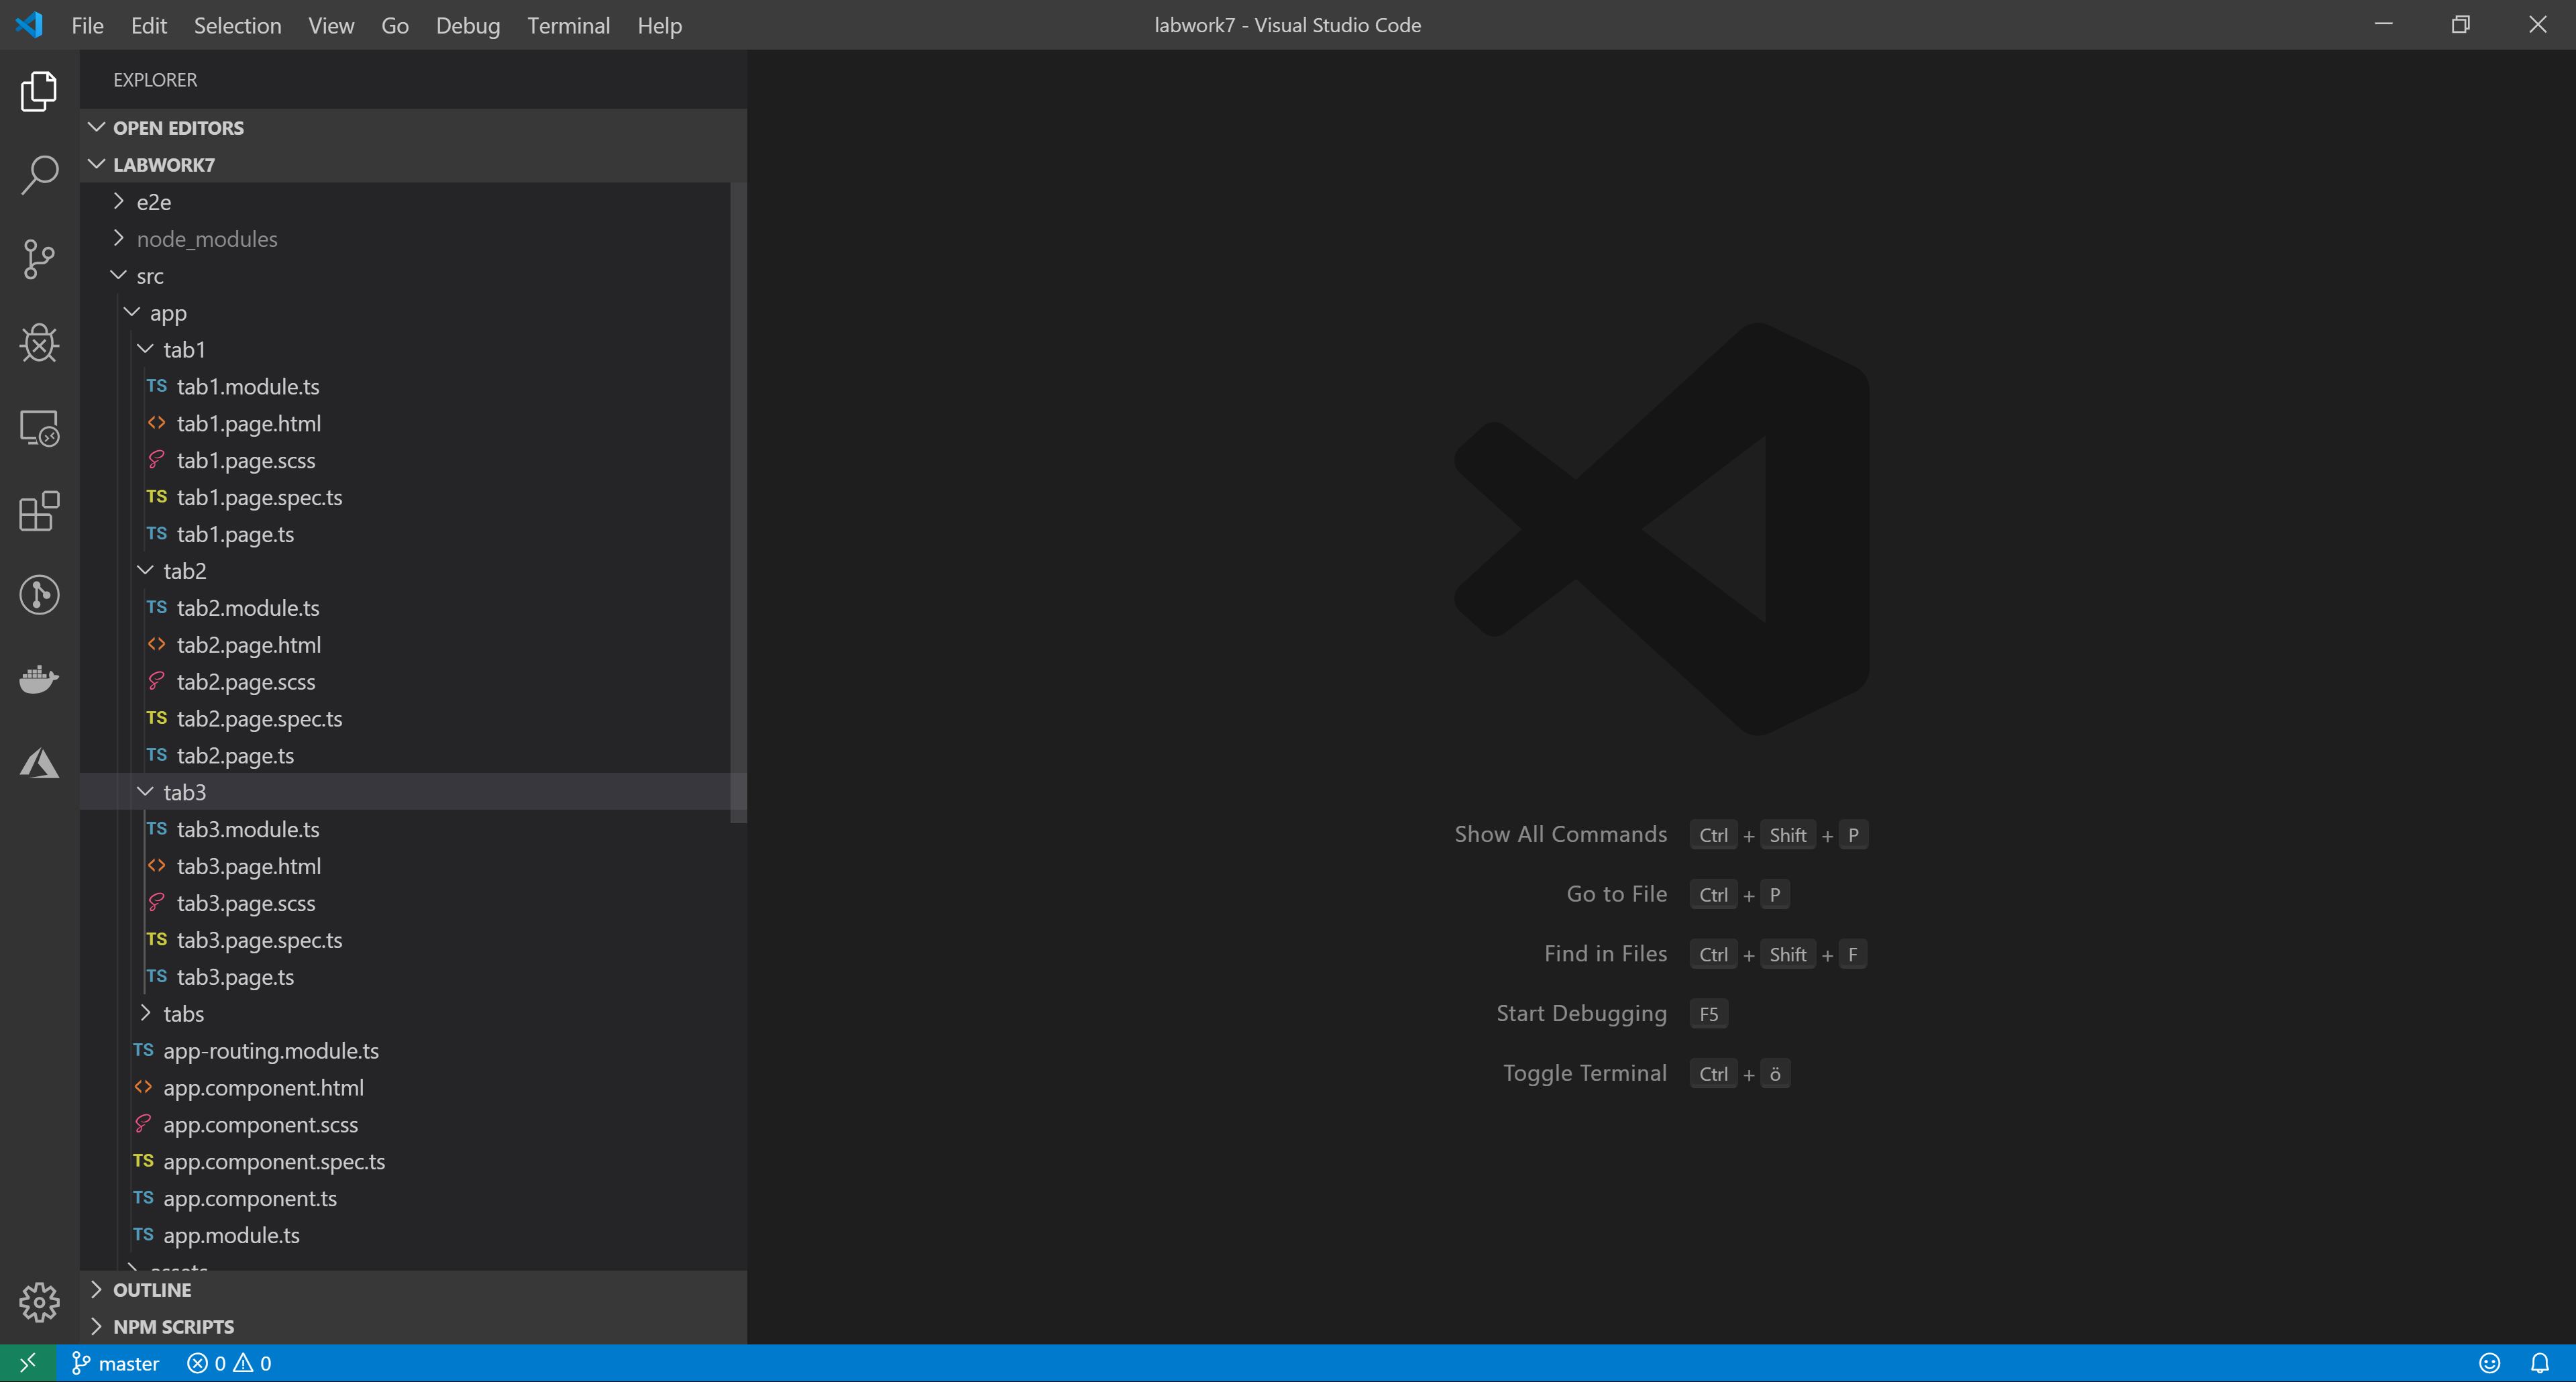 File Edit Selection View Go Debug Terminal Help
labwork7 - Visual Studio Code
EXPLORER
OPEN EDITORS
LABWORK7
e2e
node_modules
src
app
tab1
TS tab1.module.ts
<> tab1.page.html
tab1.page.scss
TS tab1.page.spec.ts
TS tab1.page.ts
tab2
TS tab2.module.ts
<> tab2.page.html
tab2.page.scss
TS tab2.page.spec.ts
TS tab2.page.ts
tab3
TS tab3.module.ts
<> tab3.page.html
tab3.page.scss
TS tab3.page.spec.ts
TS tab3.page.ts
tabs
TS app-routing.module.ts
<> app.component.html
app.component.scss
TS app.component.spec.ts
TS app.component.ts
TS app.module.ts
assets
OUTLINE
NPM SCRIPTS
Show All Commands Ctrl + Shift + P
Go to File Ctrl + P
Find in Files Ctrl + Shift + F
Start Debugging F5
Toggle Terminal Ctrl + ö
master 0 0